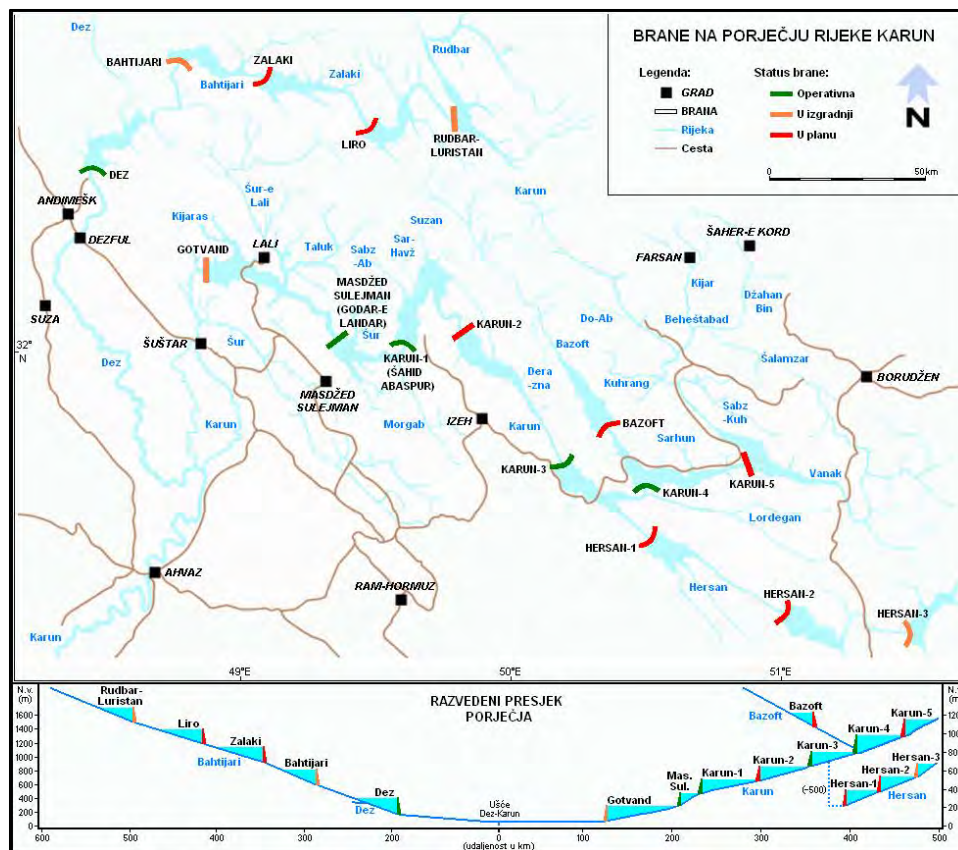 BRANE NA PORJEČJU RIJEKE KARUN
Legenda:
GRAD
BRANA
Rijeka
Cesta
Status brane:
Operativna
U izgradnji
U planu
N
0
50km
Dez
BAHTIJARI
ZALAKI
Bahtijari
Zalaki
Rudbar
LIRO
RUDBAR-
LURISTAN
DEZ
ANDIMEŠK
DEZFUL
Šur-e
Lali
Kijaras
GOTVAND
LALI
Taluk
Sabz
-Ab
Sar-
Havž
Suzan
Karun
ŠAHER-E KORD
FARSAN
Kijar
Džahan
Bin
Beheštabad
MASDŽED
SULEJMAN
(GODAR-E
LANDAR)
Šur
KARUN-1
(ŠAHID
ABASPUR)
KARUN-2
Do-Ab
Bazoft
SUZA
32°
N
ŠUŠTAR
Šur
Dez
MASDŽED
SULEJMAN
Dera
-zna
Kuhrang
Šalamzar
BORUDŽEN
Karun
Morgab
IZEH
Karun
BAZOFT
Sarhun
Sabz
-Kuh
KARUN-3
KARUN-4
KARUN-5
Vanak
Lordegan
HERSAN-1
AHVAZ
RAM-HORMUZ
Hersan
HERSAN-2
HERSAN-3
Karun
49°E
50°E
51°E
N.v.
(m)
1600
1400
1200
1000
800
600
400
200
0
RAZVEDENI PRESJEK
PORJEČJA
Rudbar-
Luristan
Liro
Zalaki
Bahtijari
Bahtijari
Dez
Dez
Ušće
Dez-Karun
Gotvand
Mas.
Sul.
Karun-1
Karun-2
Karun
Karun-3
Bazoft
Bazoft
Karun-4
Karun-5
(-500)
Hersan-1
Hersan-2
Hersan-3
Hersan
N.v.
(m)
120
100
80
60
40
20
0
600
500
400
300
200
100
0
100
200
300
400
500
(udaljenost u km)